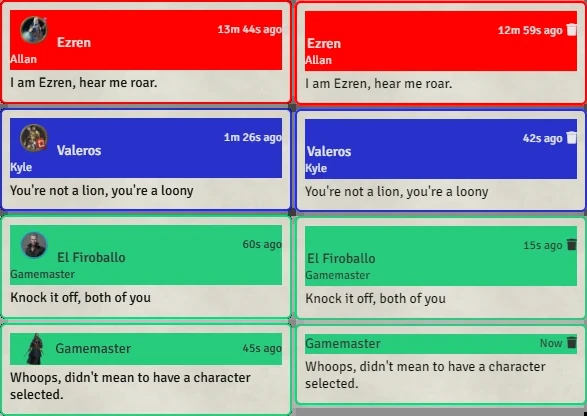 13m 44s ago
Ezren
Allan
I am Ezren, hear me roar.
1m 26s ago
Valeros
Kyle
You're not a lion, you're a loony
60s ago
El Firoballo
Gamemaster
Knock it off, both of you
Gamemaster 45s ago
Whoops, didn't mean to have a character
selected.
12m 59s ago
Ezren
Allan
I am Ezren, hear me roar.
42s ago
Valeros
Kyle
You're not a lion, you're a loony
15s ago
El Firoballo
Gamemaster
Knock it off, both of you
Gamemaster Now
Whoops, didn't mean to have a character
selected.